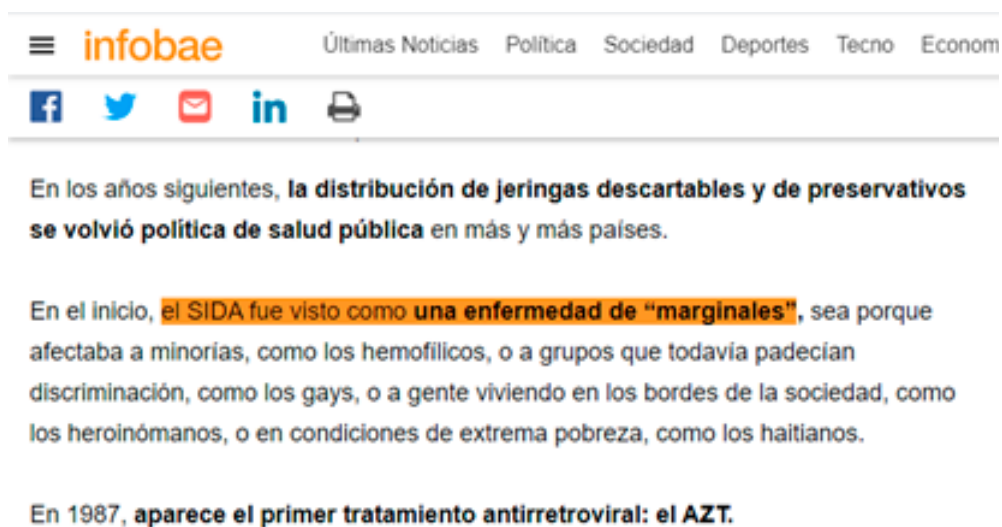 infobae
Últimas Noticias Política Sociedad Deportes Tecno Econom
En los años siguientes, la distribución de jeringas descartables y de preservativos
se volvió política de salud pública en más y más países.
En el inicio, el SIDA fue visto como una enfermedad de “marginales”, sea porque
afectaba a minorías, como los hemofílicos, o a grupos que todavía padecían
discriminación, como los gays, o a gente viviendo en los bordes de la sociedad, como
los heroinómanos, o en condiciones de extrema pobreza, como los haitianos.
En 1987, aparece el primer tratamiento antirretroviral: el AZT.